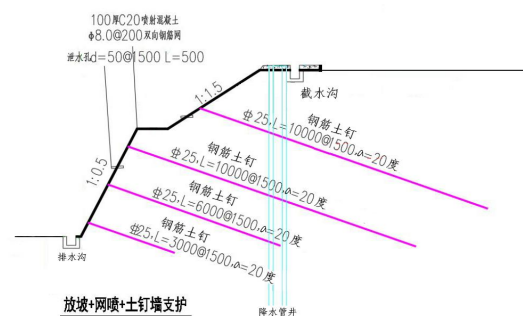 100厚C20喷射混凝土
Φ8.0@200双向钢筋网
泄水孔d=50@1500 L=500
截水沟
1:1.5
钢筋土钉
Φ25,L=10000@1500,a=20度
1:0.5
钢筋土钉
Φ25,L=10000@1500,a=20度
钢筋土钉
Φ25,L=6000@1500,a=20度
钢筋土钉
Φ25,L=3000@1500,a=20度
排水沟
放坡+网喷+土钉墙支护
降水管井